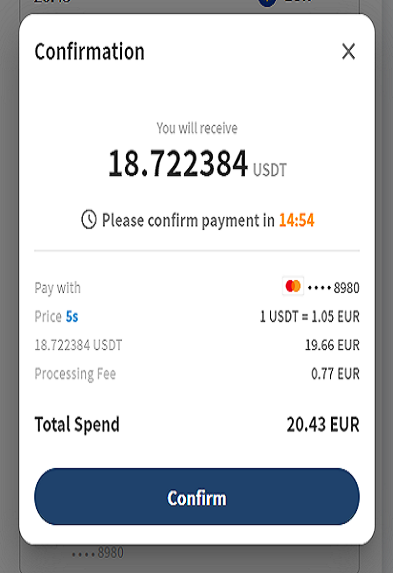 Confirmation
You will receive
18.722384 USDT
Please confirm payment in 14:54
Pay with •••• 8980
Price 5s 1 USDT = 1.05 EUR
18.722384 USDT 19.66 EUR
Processing Fee 0.77 EUR
Total Spend 20.43 EUR
Confirm
•••• 8980